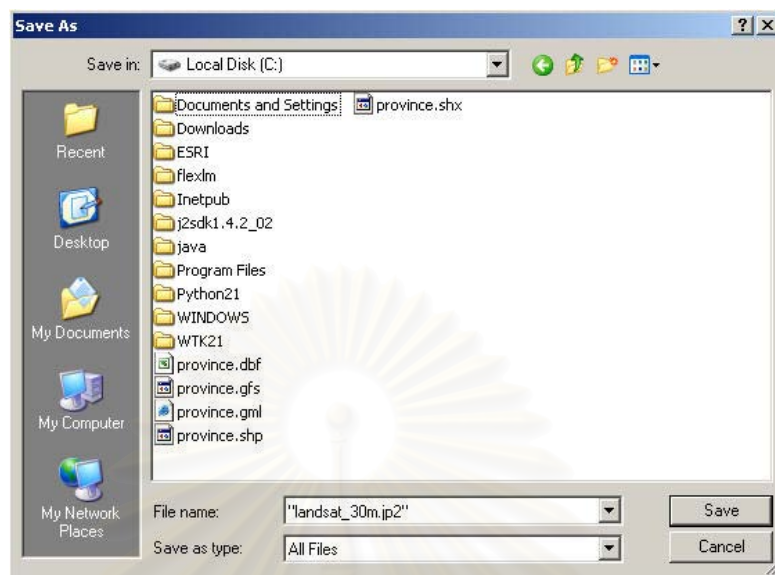 Save As
Save in:
Local Disk (C:)
Recent
Desktop
My Documents
My Computer
My Network
Places
Documents and Settings
Downloads
ESRI
flexlm
Inetpub
j2sdk1.4.2_02
java
Program Files
Python21
WINDOWS
WTK21
province.dbf
province.gfs
province.gml
province.shp
province.shx
File name:
"landsat_30m.jp2"
Save
Save as type:
All Files
Cancel